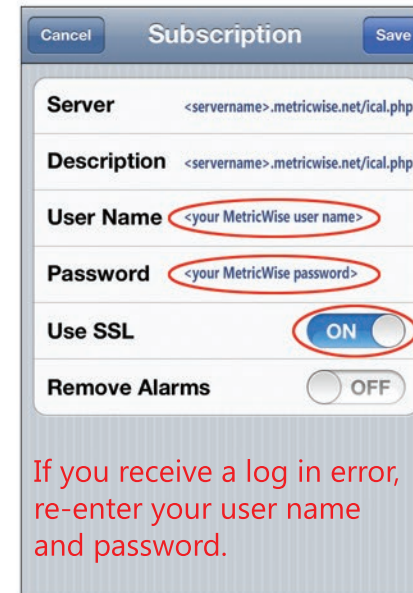 Cancel Subscription Save
Server <servername>.metricwise.net/ical.php
Description <servername>.metricwise.net/ical.php
User Name <your MetricWise user name>
Password <your MetricWise password>
Use SSL ON
Remove Alarms OFF
If you receive a log in error,
re-enter your user name
and password.